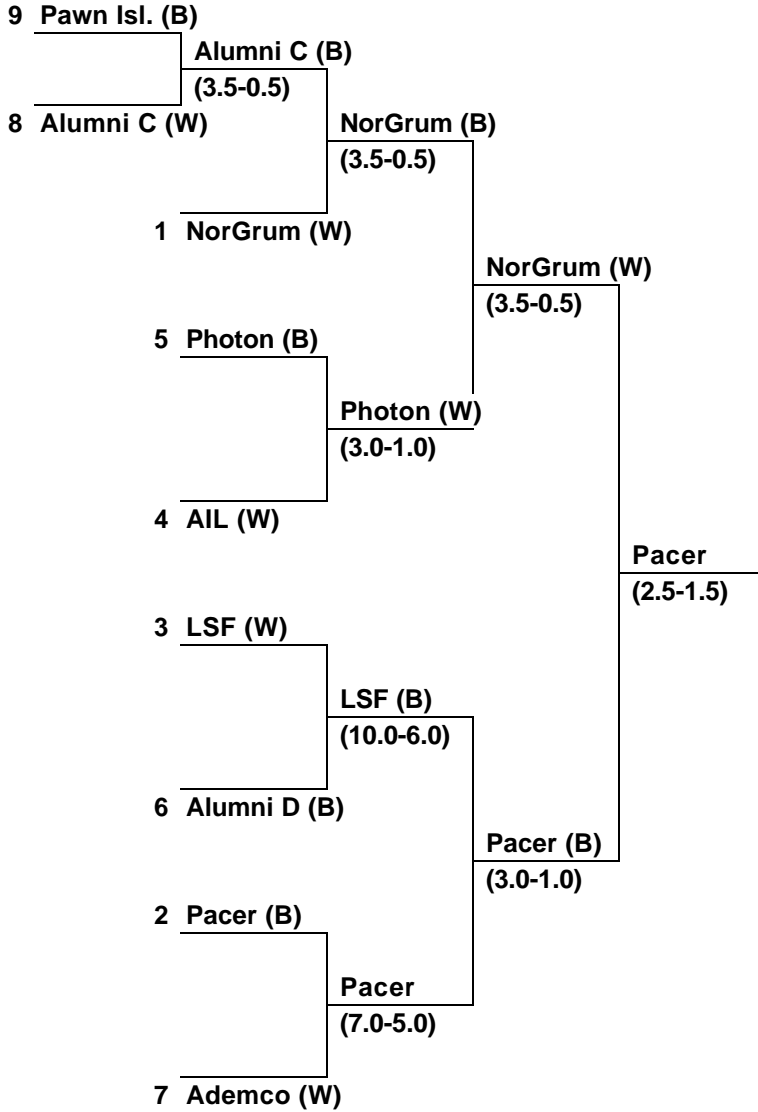 9 Pawn Isl. (B)
Alumni C (B)
(3.5-0.5)
8 Alumni C (W)
NorGrum (B)
(3.5-0.5)
1 NorGrum (W)
NorGrum (W)
(3.5-0.5)
5 Photon (B)
Photon (W)
(3.0-1.0)
4 AIL (W)
Pacer
(2.5-1.5)
3 LSF (W)
LSF (B)
(10.0-6.0)
6 Alumni D (B)
Pacer (B)
(3.0-1.0)
2 Pacer (B)
Pacer
(7.0-5.0)
7 Ademco (W)